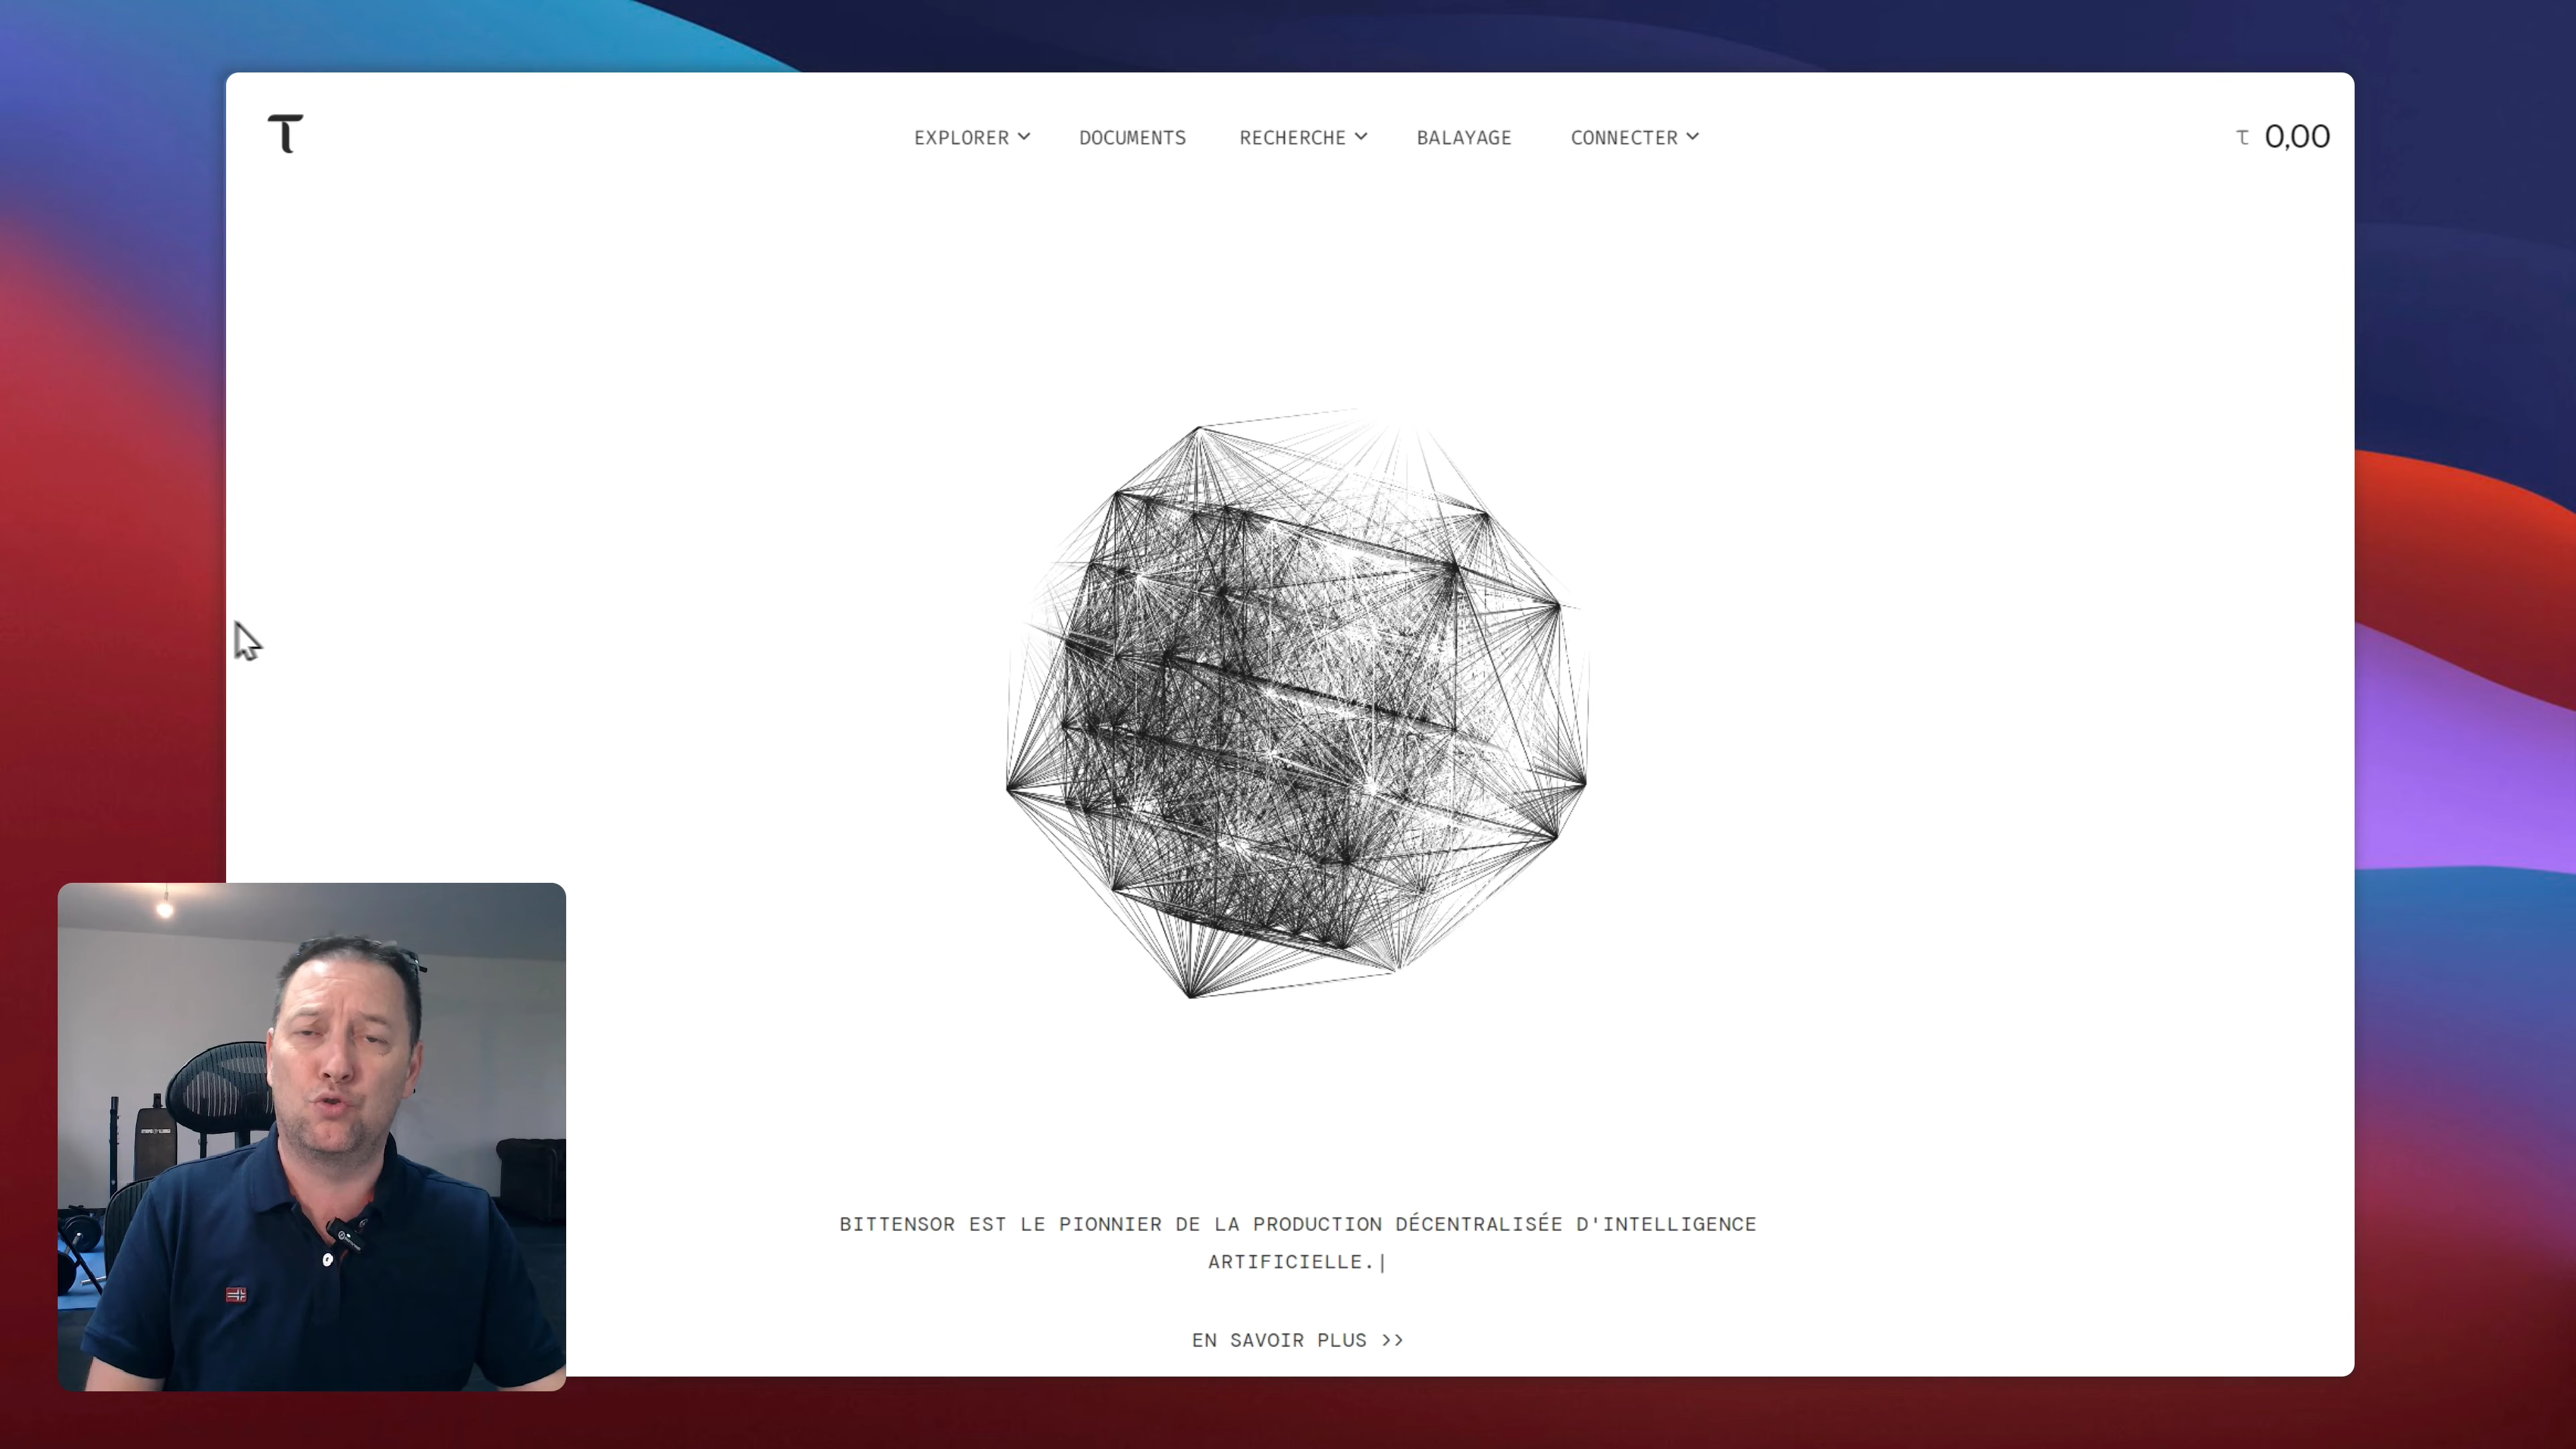 τ
EXPLORER
DOCUMENTS
RECHERCHE
BALAYAGE
CONNECTER
τ 0,00
BITTENSOR EST LE PIONNIER DE LA PRODUCTION DÉCENTRALISÉE D'INTELLIGENCE
ARTIFICIELLE.|
EN SAVOIR PLUS >>